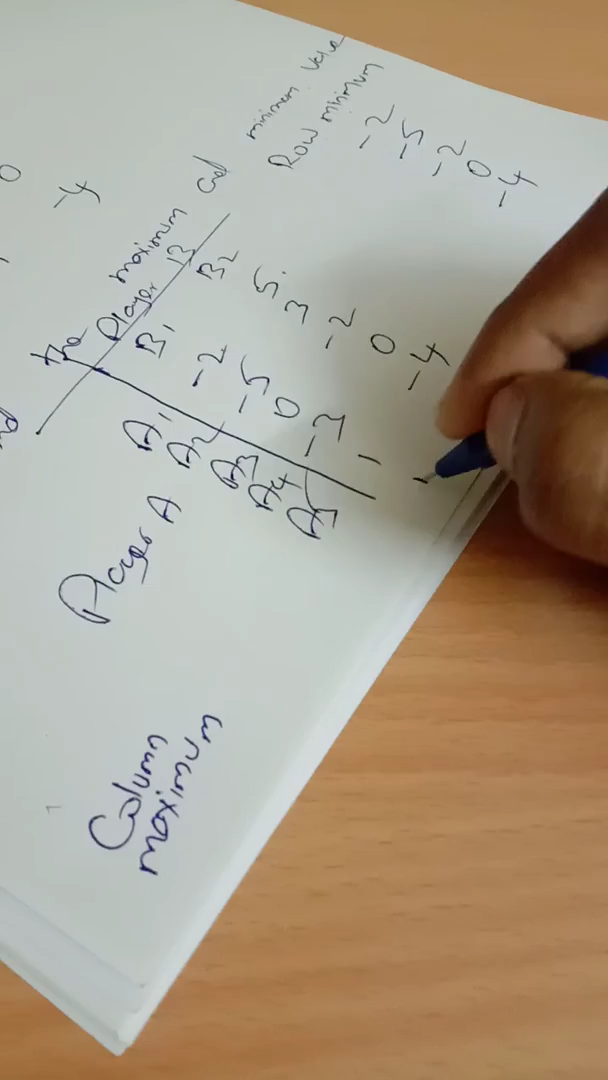 0
-4
the maximum and minimum value
Player B Row minimum
B1 B2
A1 -2 5 -2
A2 -5 3 -5
A3 0 -2 -2
A4 0 0
A5 1 -4 -4
Player A
Column
maximum